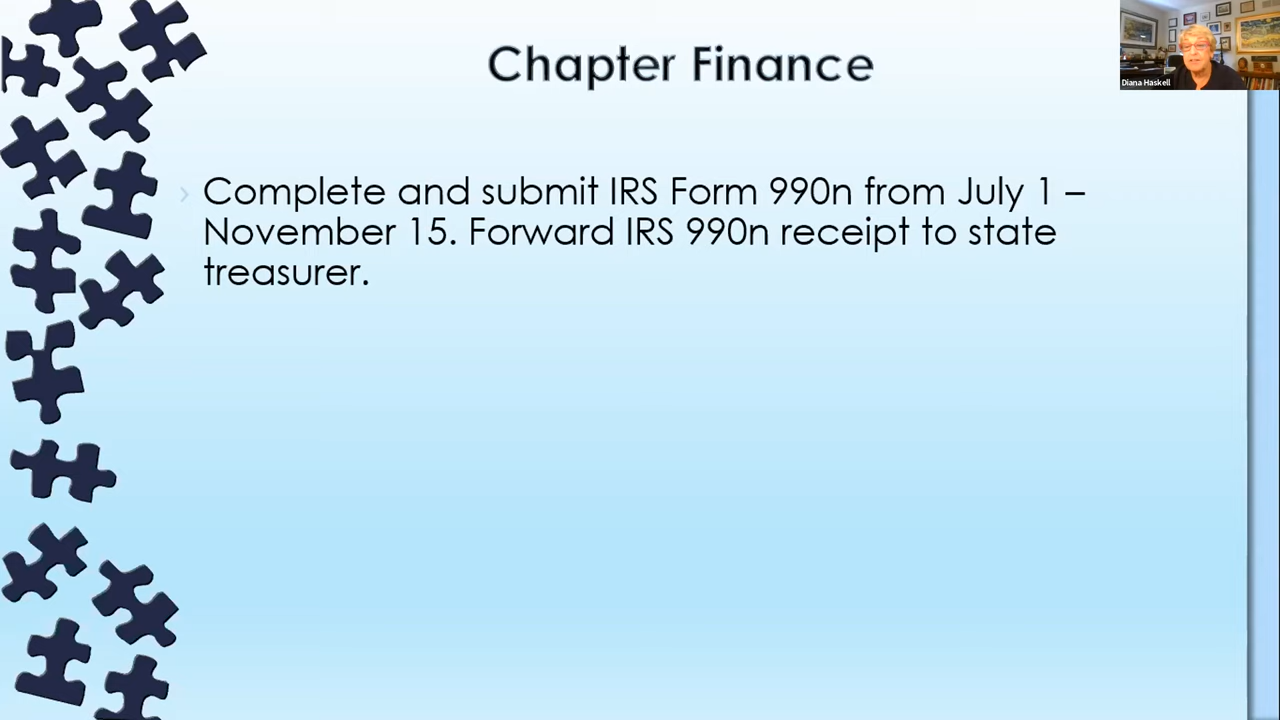 Chapter Finance
Diana Haskell
Complete and submit IRS Form 990n from July 1 –
November 15. Forward IRS 990n receipt to state
treasurer.